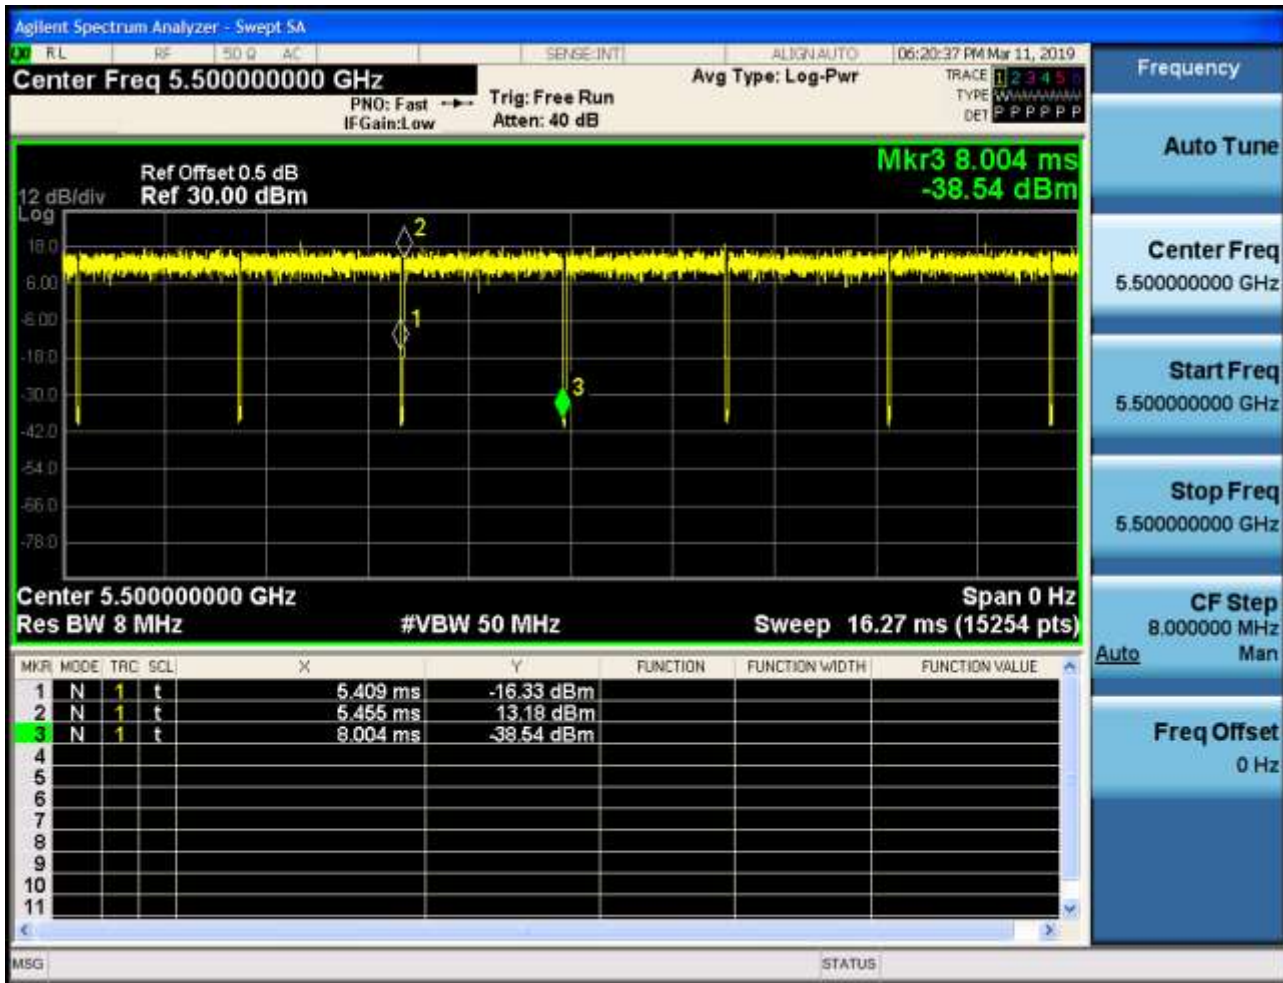 Agilent Spectrum Analyzer - Swept SA
LXI RL RF 50 Ω AC SENSE:INT ALIGN AUTO 06:20:37 PM Mar 11, 2019
Center Freq 5.500000000 GHz
PNO: Fast
IFGain:Low
Trig: Free Run
Atten: 40 dB
Avg Type: Log-Pwr
TRACE 1 2 3 4 5 6
TYPE
DET P P P P P P
Mkr3 8.004 ms
-38.54 dBm
Ref Offset 0.5 dB
12 dB/div Ref 30.00 dBm
Log
18.0
6.00
-6.00
-18.0
-30.0
-42.0
-54.0
-66.0
-78.0
2
1
3
Center 5.500000000 GHz Span 0 Hz
Res BW 8 MHz #VBW 50 MHz Sweep 16.27 ms (15254 pts)
MKR MODE TRC SCL X Y FUNCTION FUNCTION WIDTH FUNCTION VALUE
1 N 1 t 5.409 ms -16.33 dBm
2 N 1 t 5.455 ms 13.18 dBm
3 N 1 t 8.004 ms -38.54 dBm
4
5
6
7
8
9
10
11
MSG STATUS
Frequency
Auto Tune
Center Freq
5.500000000 GHz
Start Freq
5.500000000 GHz
Stop Freq
5.500000000 GHz
CF Step
8.000000 MHz
Auto Man
Freq Offset
0 Hz